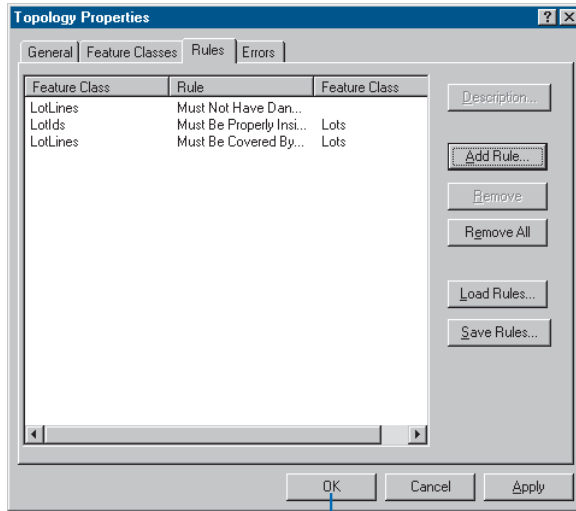 Topology Properties
General Feature Classes Rules Errors
Feature Class Rule Feature Class
LotLines Must Not Have Dan...
LotIds Must Be Properly Insi... Lots
LotLines Must Be Covered By... Lots
Description...
Add Rule...
Remove
Remove All
Load Rules...
Save Rules...
OK Cancel Apply